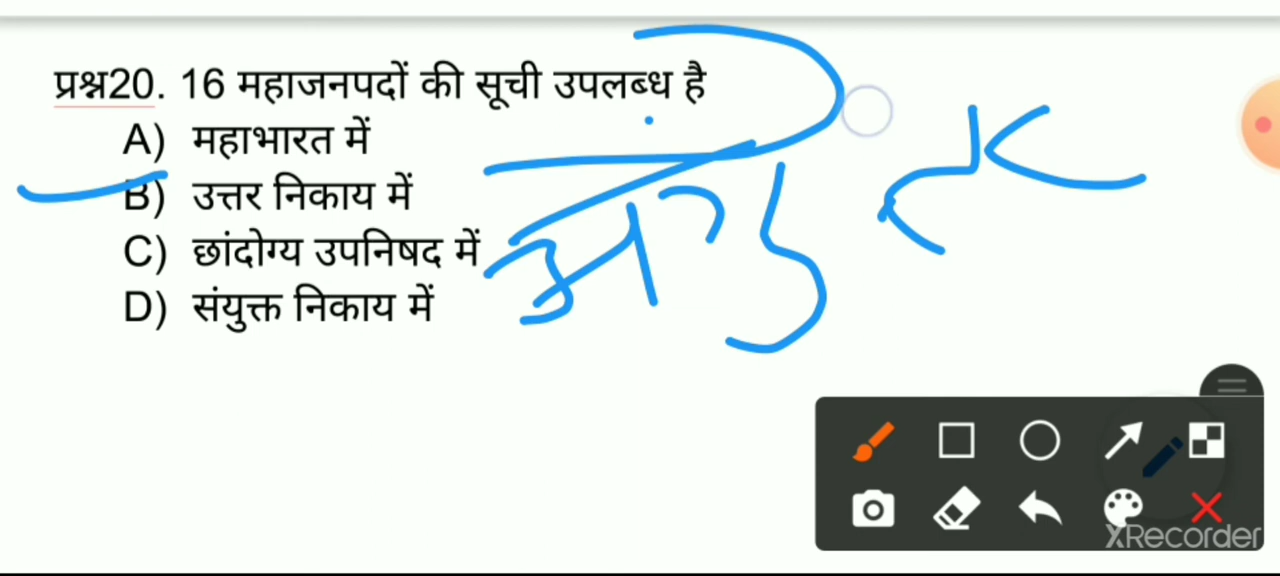 प्रश्न20. 16 महाजनपदों की सूची उपलब्ध है
A) महाभारत में
B) उत्तर निकाय में
C) छांदोग्य उपनिषद में
D) संयुक्त निकाय में
XRecorder